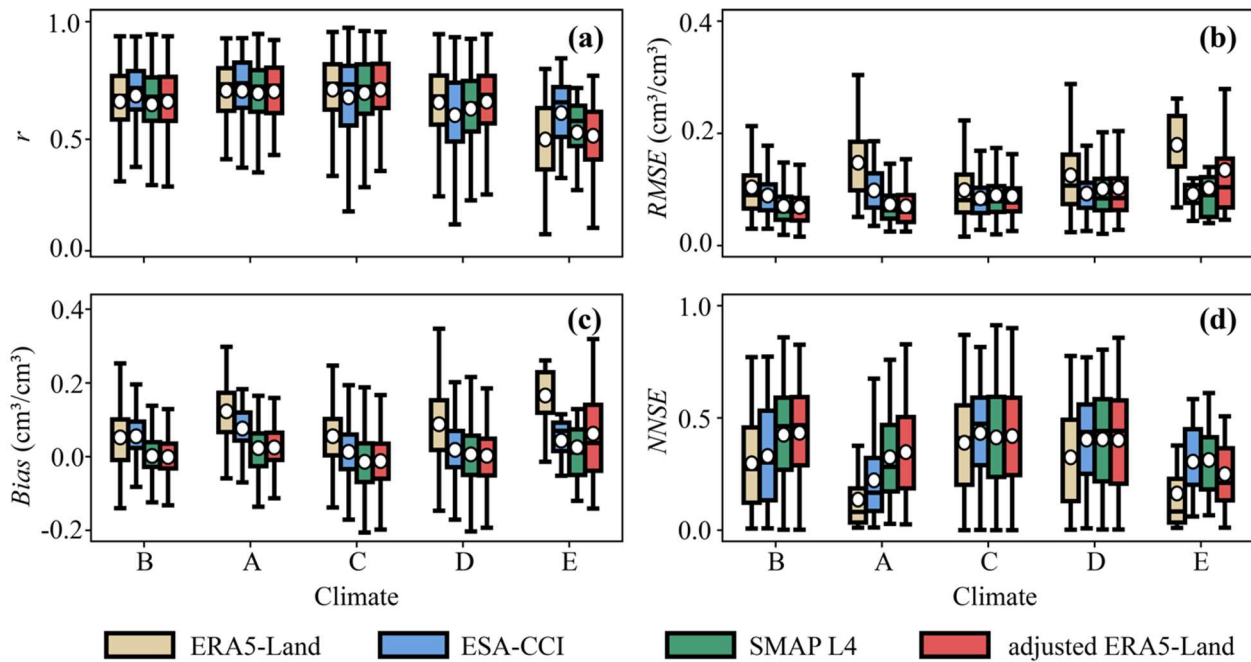 (a)
1.0
0.5
0.0
r
(b)
0.4
0.2
0.0
RMSE (cm³/cm³)
(c)
0.4
0.2
0.0
-0.2
Bias (cm³/cm³)
B A C D E
Climate
(d)
1.0
0.5
0.0
NNSE
B A C D E
Climate
ERA5-Land ESA-CCI SMAP L4 adjusted ERA5-Land